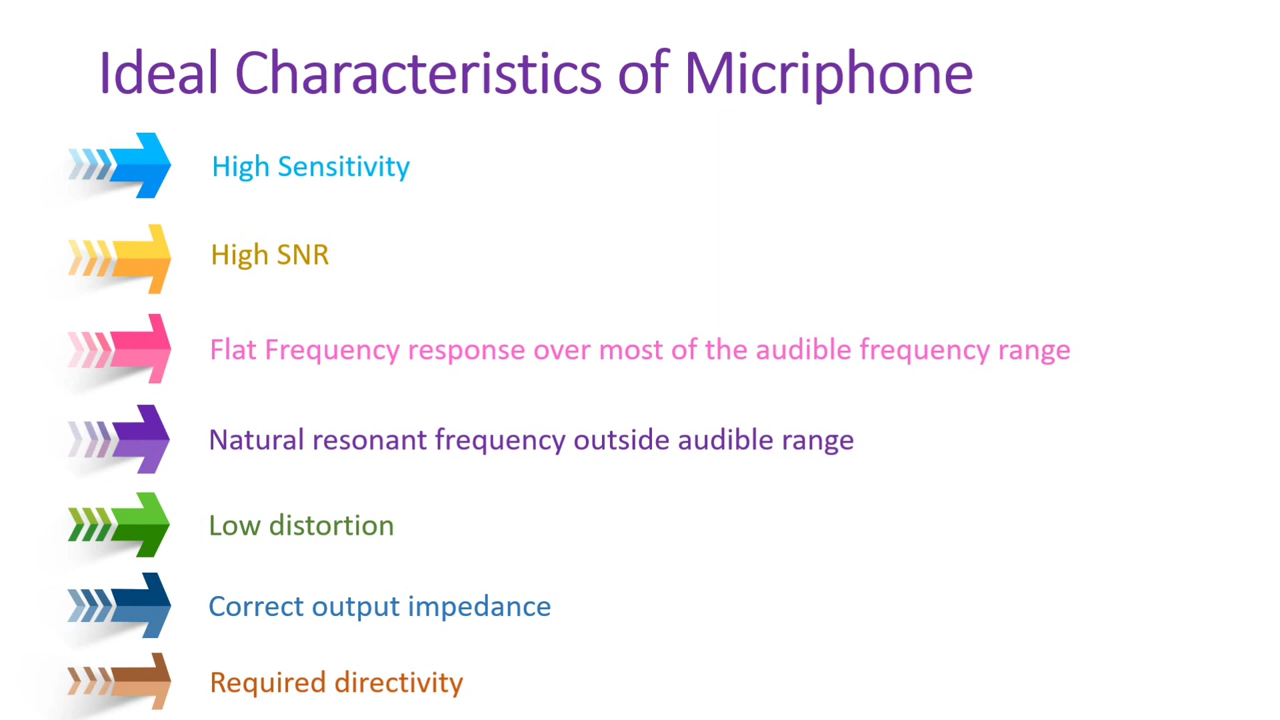 Ideal Characteristics of Micriphone
High Sensitivity
High SNR
Flat Frequency response over most of the audible frequency range
Natural resonant frequency outside audible range
Low distortion
Correct output impedance
Required directivity